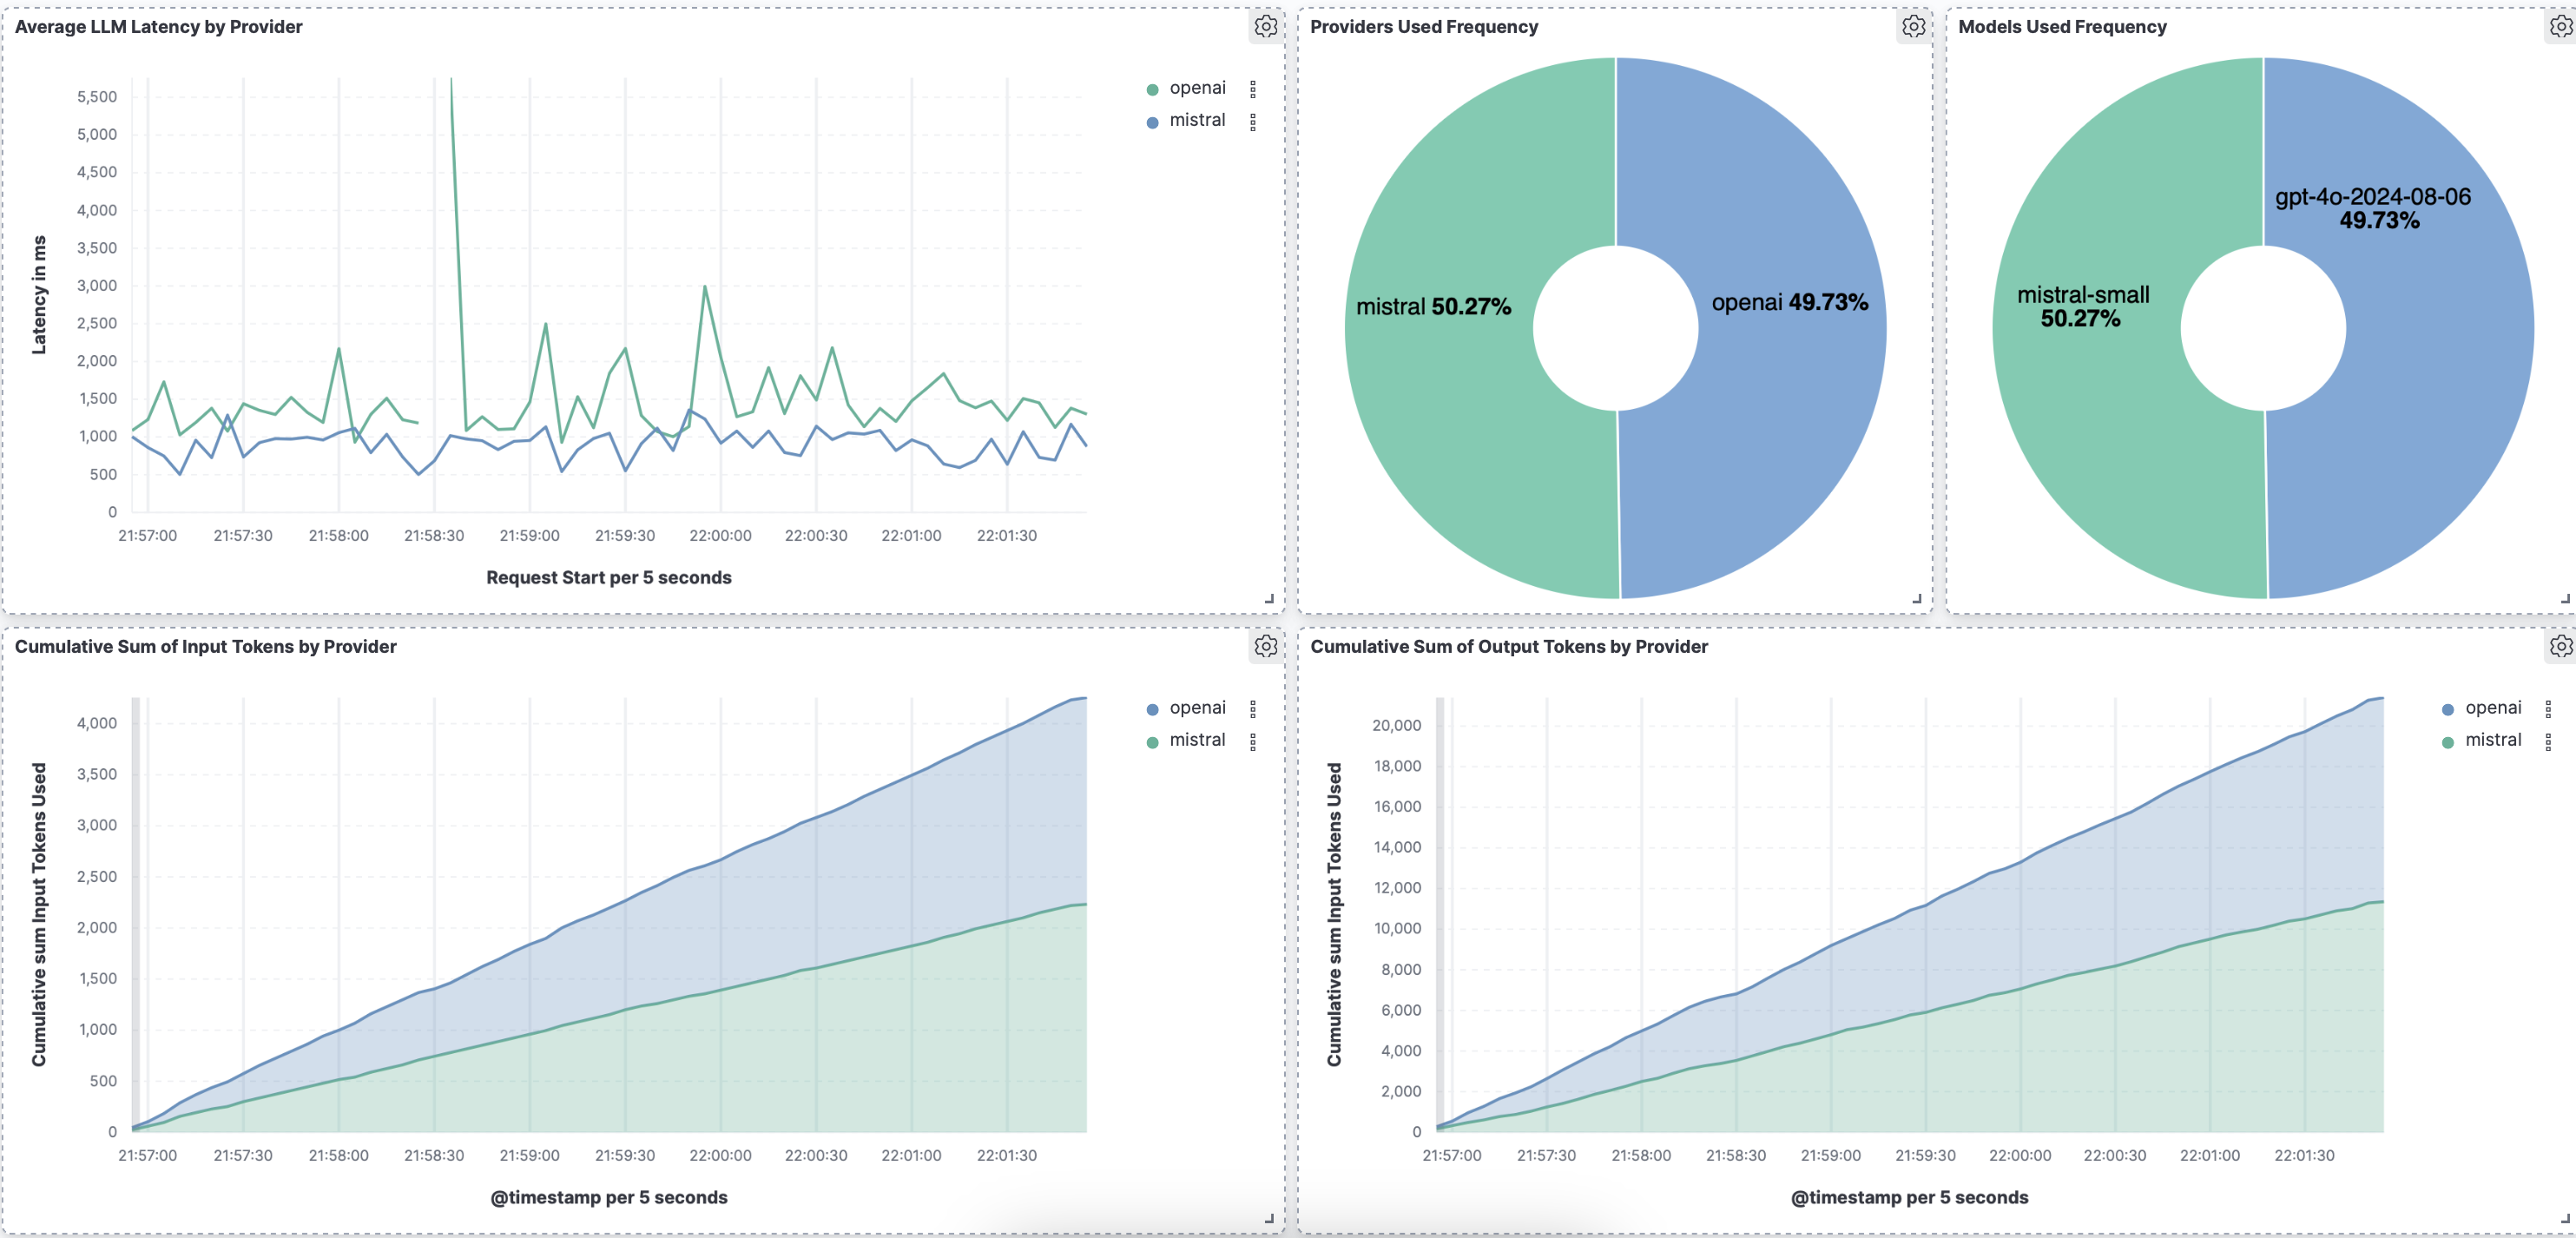 Average LLM Latency by Provider
Latency in ms
5,500
5,000
4,500
4,000
3,500
3,000
2,500
2,000
1,500
1,000
500
0
21:57:00 21:57:30 21:58:00 21:58:30 21:59:00 21:59:30 22:00:00 22:00:30 22:01:00 22:01:30
Request Start per 5 seconds
openai
mistral
Providers Used Frequency
mistral 50.27%
openai 49.73%
Models Used Frequency
gpt-4o-2024-08-06
49.73%
mistral-small
50.27%
Cumulative Sum of Input Tokens by Provider
Cumulative sum Input Tokens Used
4,000
3,500
3,000
2,500
2,000
1,500
1,000
500
0
21:57:00 21:57:30 21:58:00 21:58:30 21:59:00 21:59:30 22:00:00 22:00:30 22:01:00 22:01:30
@timestamp per 5 seconds
openai
mistral
Cumulative Sum of Output Tokens by Provider
Cumulative sum Input Tokens Used
20,000
18,000
16,000
14,000
12,000
10,000
8,000
6,000
4,000
2,000
0
21:57:00 21:57:30 21:58:00 21:58:30 21:59:00 21:59:30 22:00:00 22:00:30 22:01:00 22:01:30
@timestamp per 5 seconds
openai
mistral